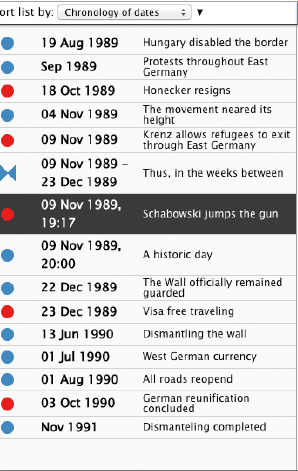 ort list by: Chronology of dates
19 Aug 1989 Hungary disabled the border
Sep 1989 Protests throughout East
Germany
18 Oct 1989 Honecker resigns
04 Nov 1989 The movement neared its
height
09 Nov 1989 Krenz allows refugees to exit
through East Germany
09 Nov 1989 –
23 Dec 1989 Thus, in the weeks between
09 Nov 1989,
19:17 Schabowski jumps the gun
09 Nov 1989,
20:00 A historic day
22 Dec 1989 The Wall officially remained
guarded
23 Dec 1989 Visa free traveling
13 Jun 1990 Dismantling the wall
01 Jul 1990 West German currency
01 Aug 1990 All roads reopend
03 Oct 1990 German reunification
concluded
Nov 1991 Dismanteling completed